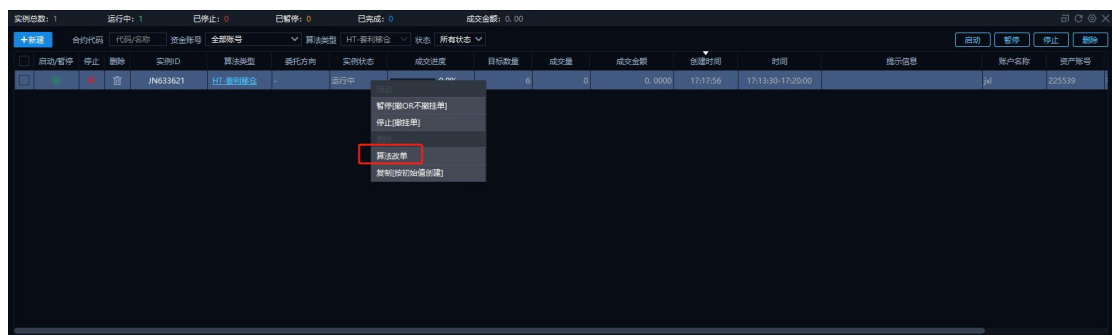 实例总数: 1 运行中: 1 已停止: 0 已暂停: 0 已完成: 0 成交金额: 0.00
+新建 合约代码 代码/名称 资金账号 全部账号 算法类型 HT-套利移仓 状态 所有状态 启动 暂停 停止 删除
启动/暂停 停止 删除 实例ID 算法类型 委托方向 实例状态 成交进度 目标数量 成交量 成交金额 创建时间 时间 提示信息 账户名称 资产账号
JN633621 HT-套利移仓 - 运行中 0.0% 6 0 0.0000 17:17:56 17:13:30-17:20:00 jxl 225539
启动
暂停[撤OR不撤挂单]
停止[撤挂单]
删除
算法改单
复制[按初始值创建]